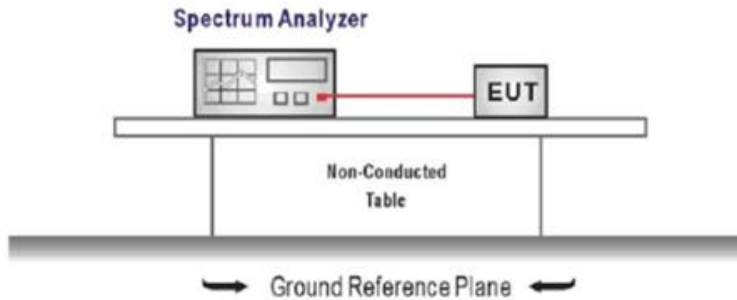 Spectrum Analyzer
EUT
Non-Conducted
Table
Ground Reference Plane